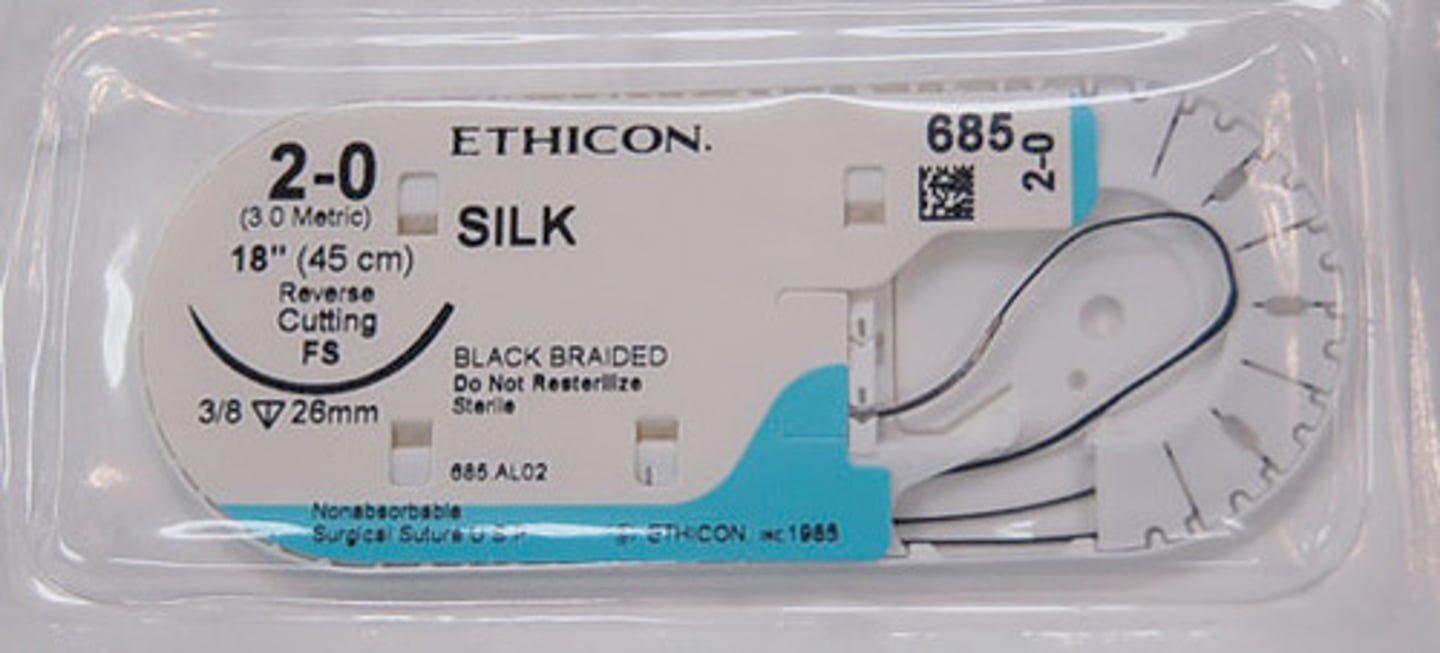 2-0
(3.0 Metric)
18" (45 cm)
Reverse
Cutting
FS
3/8 26mm
ETHICON.
SILK
BLACK BRAIDED
Do Not Resterilize
Sterile
685.AL02
Nonabsorbable
Surgical Suture U S P
ETHICON, INC 1985
685
2-0